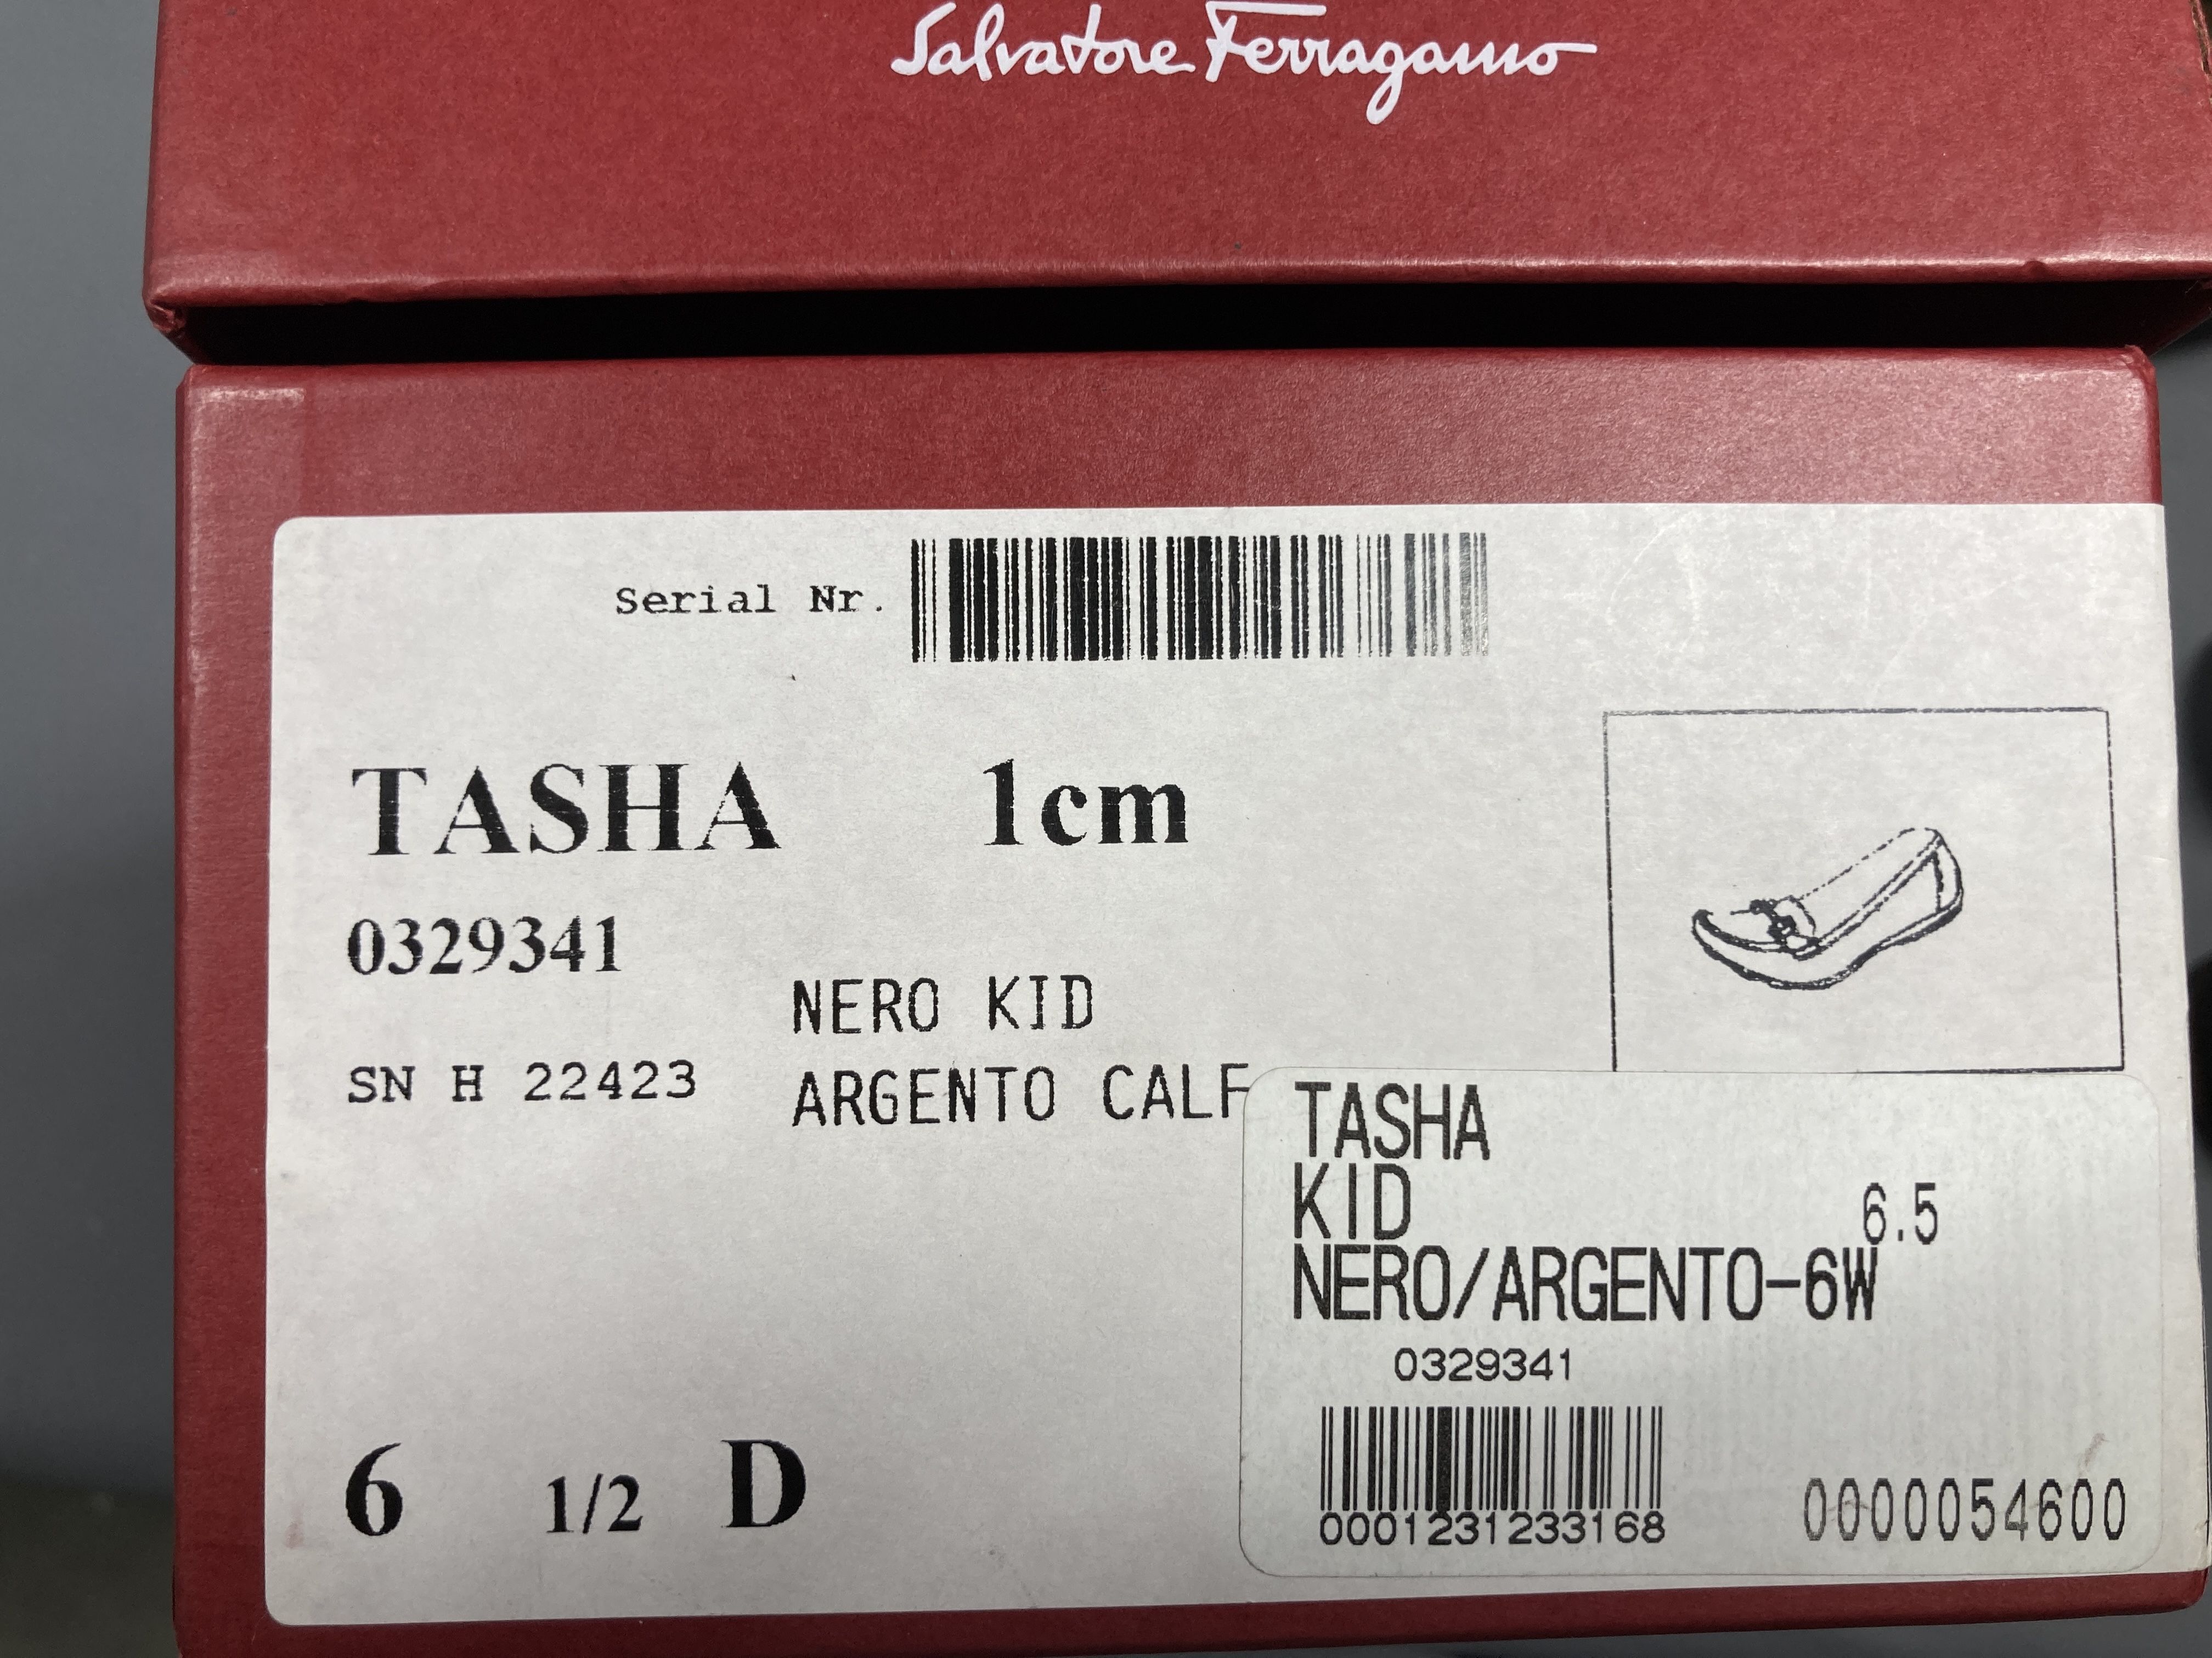 Salvatore Ferragamo
Serial Nr.
TASHA 1cm
0329341
NERO KID
SN H 22423
ARGENTO CALF
6 1/2 D
TASHA
KID
6.5
NERO/ARGENTO-6W
0329341
0001231233168
0000054600